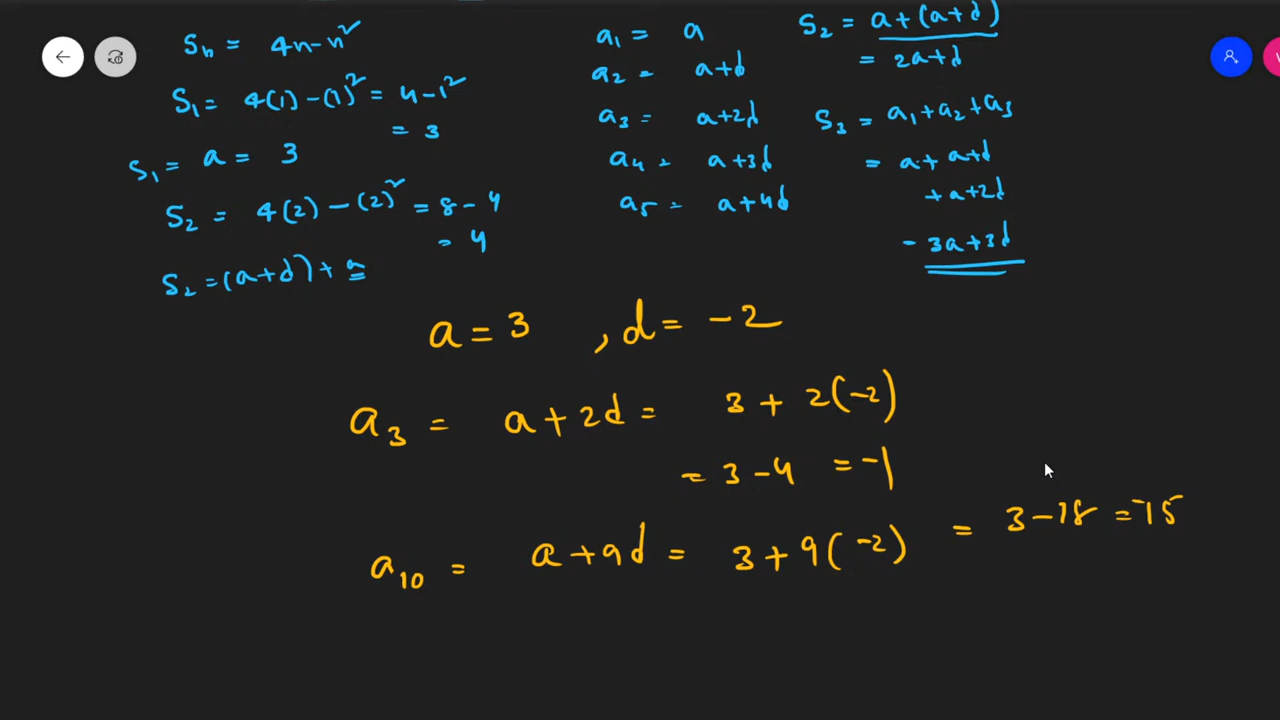 Sn = 4n-n²
S₁= 4(1) -(1)² = 4-1²
= 3
S₁ = a = 3
S₂ = 4(2) -(2)² = 8-4
= 4
S₂ =(a+d)+ a
a₁ = a
a₂ = a+d
a₃ = a+2d
a₄ = a+3d
a₅ = a+4d
S₂ = a+(a+d)
= 2a+d
S₃ = a₁+a₂+a₃
= a+ a+d
+a+2d
- 3a+3d
a = 3 , d = -2
a₃ = a+2d = 3 + 2(-2)
= 3-4 = -1
a₁₀ = a+9d = 3+9(-2) = 3-18 = -15